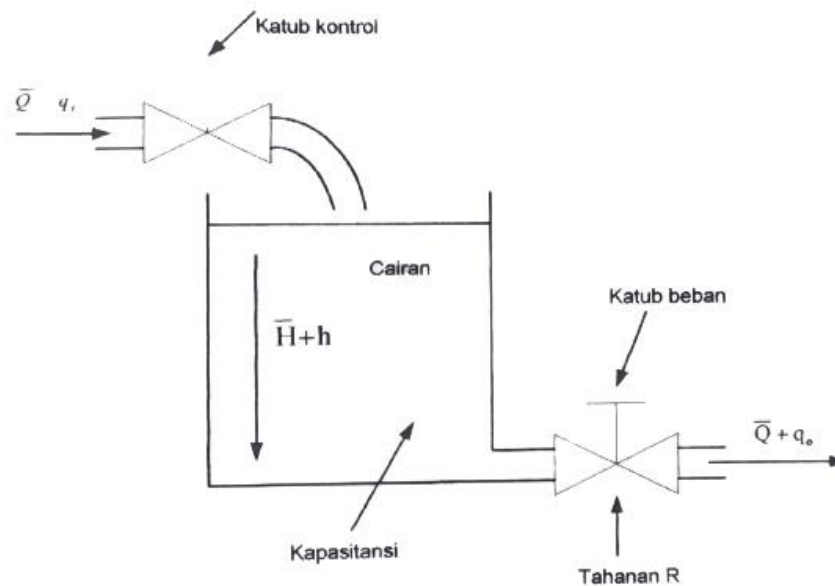 Katub kontrol
Q̅ qᵢ
Cairan
Katub beban
H̅+h
Q̅ + qₒ
Kapasitansi
Tahanan R